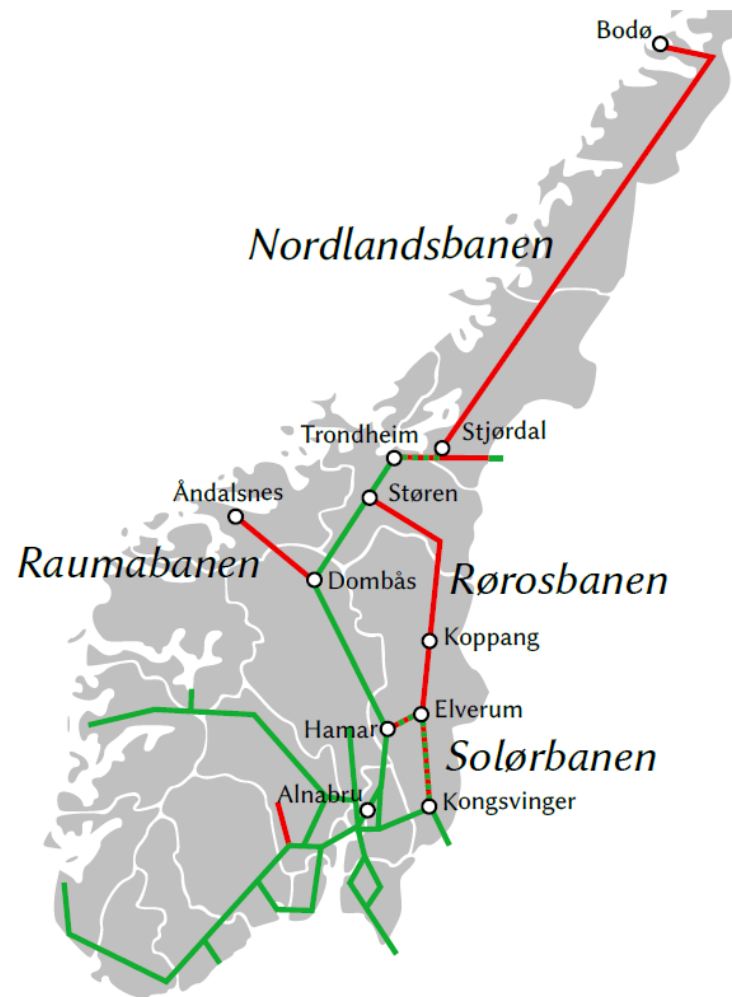 Bodø
Nordlandsbanen
Trondheim
Stjørdal
Åndalsnes
Støren
Raumabanen
Dombås
Rørosbanen
Koppang
Elverum
Hamar
Solørbanen
Alnabru
Kongsvinger